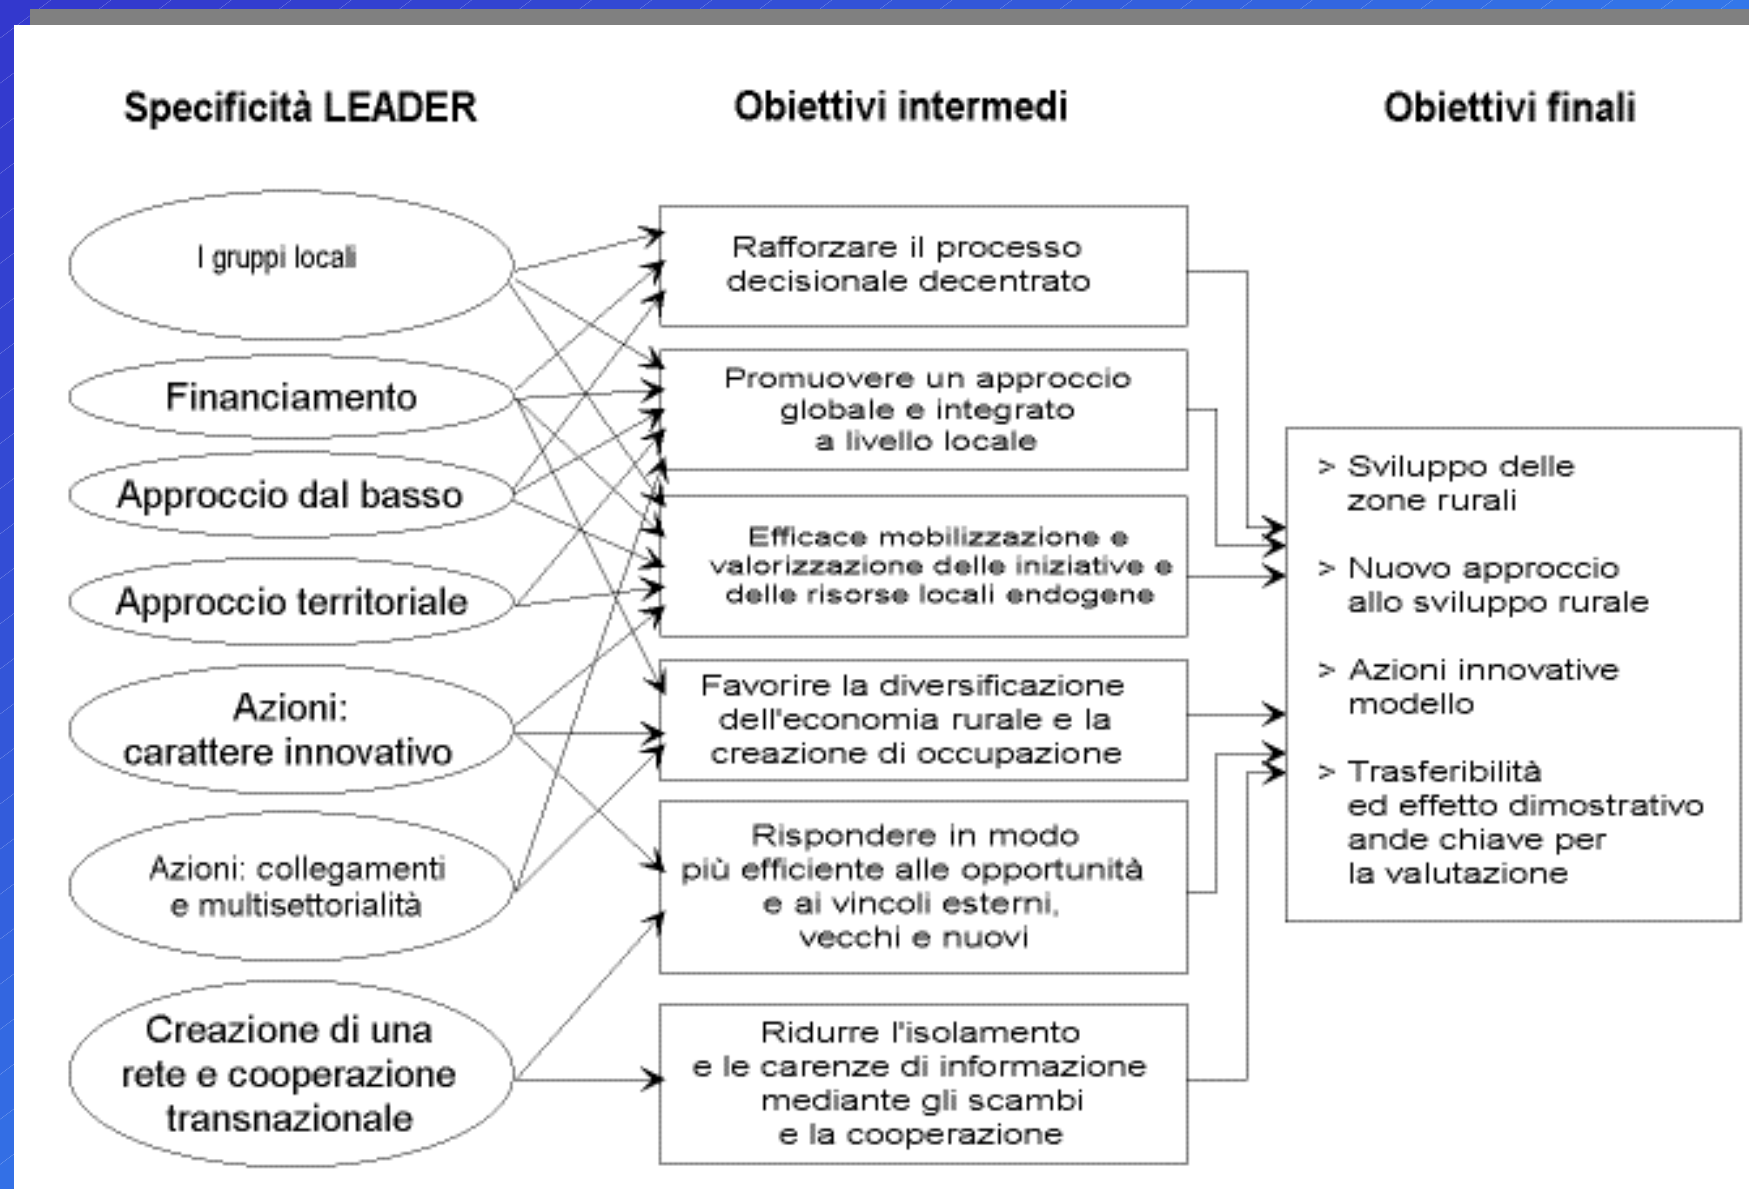 Specificità LEADER
Obiettivi intermedi
Obiettivi finali
I gruppi locali
Financiamento
Approccio dal basso
Approccio territoriale
Azioni:
carattere innovativo
Azioni: collegamenti
e multisettorialità
Creazione di una
rete e cooperazione
transnazionale
Rafforzare il processo
decisionale decentrato
Promuovere un approccio
globale e integrato
a livello locale
Efficace mobilizzazione e
valorizzazione delle iniziative e
delle risorse locali endogene
Favorire la diversificazione
dell'economia rurale e la
creazione di occupazione
Rispondere in modo
più efficiente alle opportunità
e ai vincoli esterni,
vecchi e nuovi
Ridurre l'isolamento
e le carenze di informazione
mediante gli scambi
e la cooperazione
> Sviluppo delle
zone rurali
> Nuovo approccio
allo sviluppo rurale
> Azioni innovative
modello
> Trasferibilità
ed effetto dimostrativo
ande chiave per
la valutazione